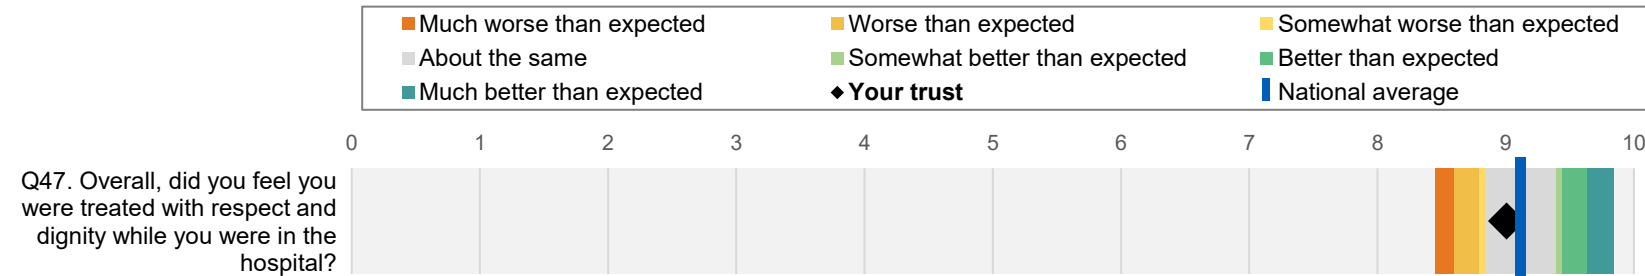 Much worse than expected Worse than expected Somewhat worse than expected
About the same Somewhat better than expected Better than expected
Much better than expected Your trust National average
0 1 2 3 4 5 6 7 8 9 10
Q47. Overall, did you feel you
were treated with respect and
dignity while you were in the
hospital?